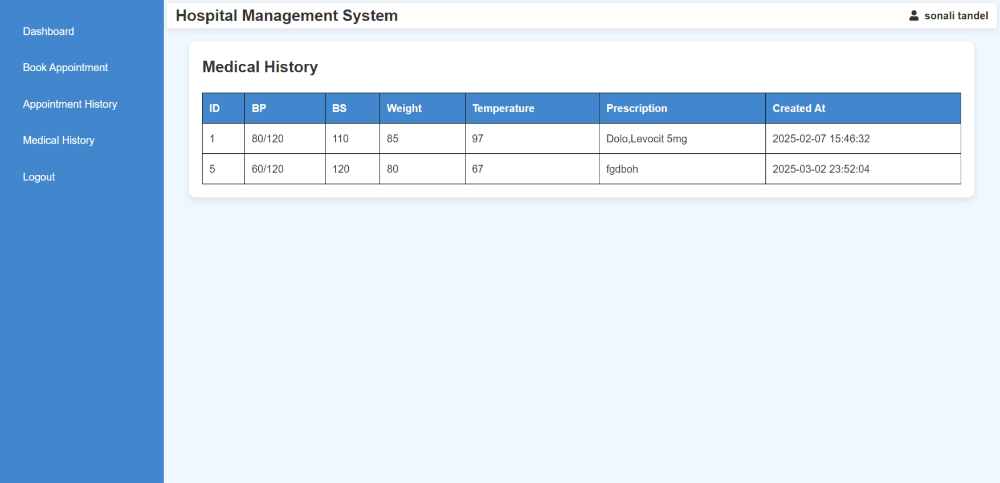 Hospital Management System
sonali tandel
Dashboard
Book Appointment
Appointment History
Medical History
Logout
Medical History
ID BP BS Weight Temperature Prescription Created At
1 80/120 110 85 97 Dolo,Levocit 5mg 2025-02-07 15:46:32
5 60/120 120 80 67 fgdboh 2025-03-02 23:52:04